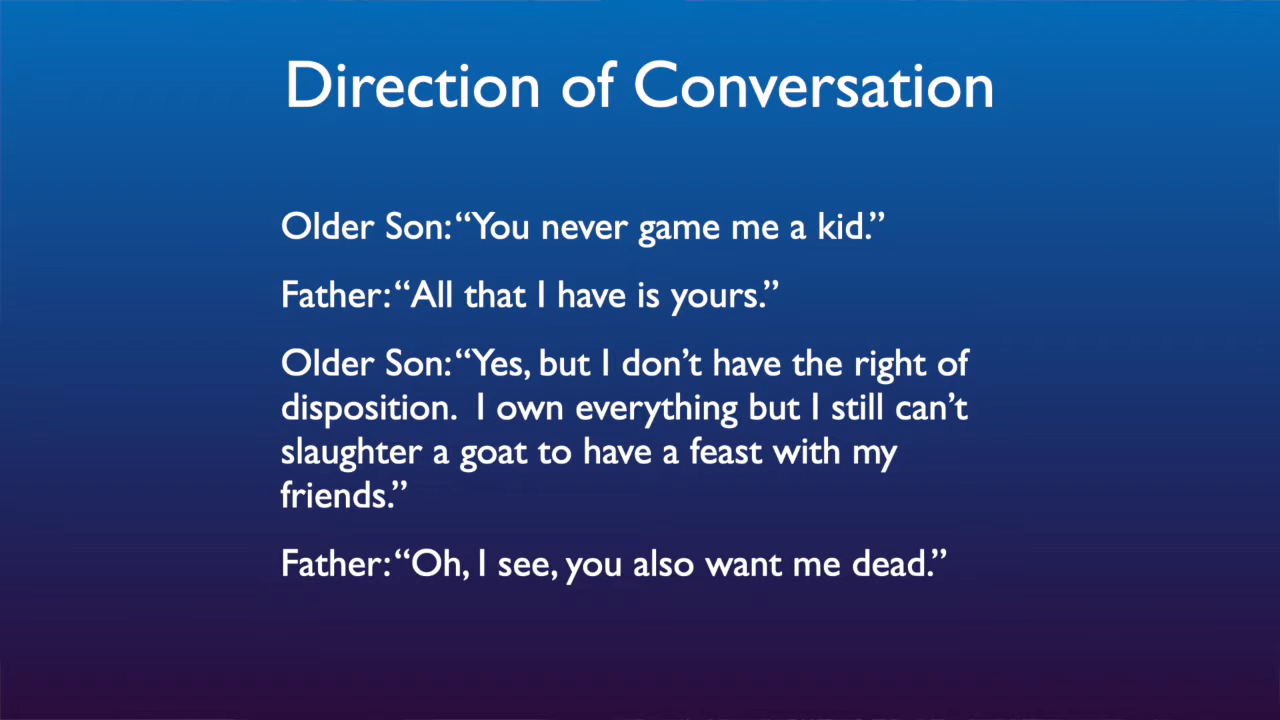 Direction of Conversation
Older Son: “You never game me a kid.”
Father: “All that I have is yours.”
Older Son: “Yes, but I don’t have the right of
disposition.  I own everything but I still can’t
slaughter a goat to have a feast with my
friends.”
Father: “Oh, I see, you also want me dead.”